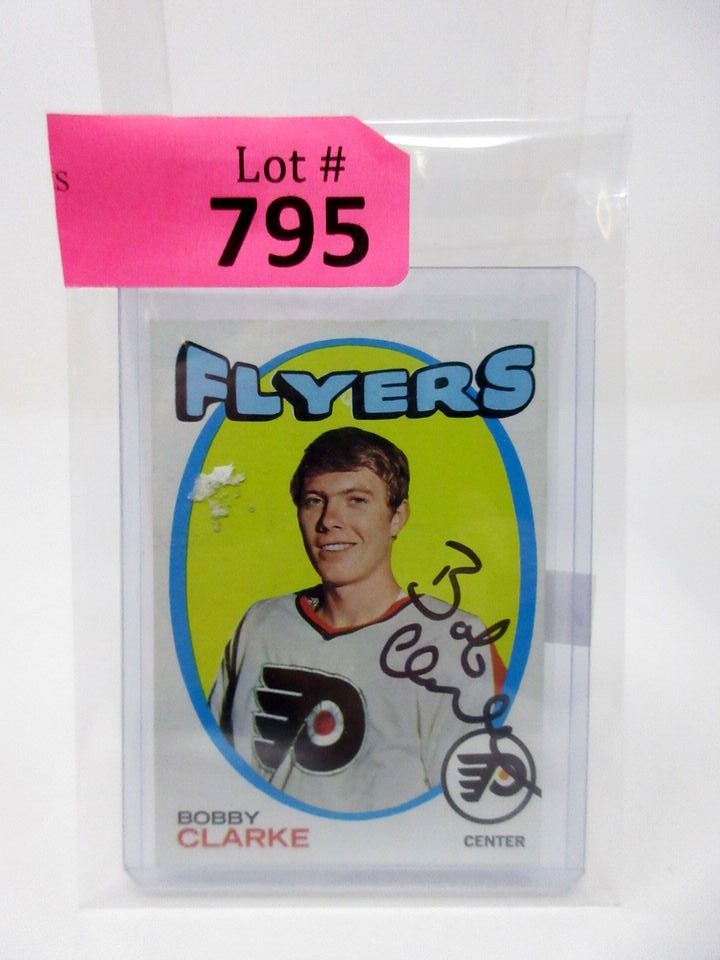 s
Lot #
795
FLYERS
Bob
Clarke
BOBBY
CLARKE
CENTER